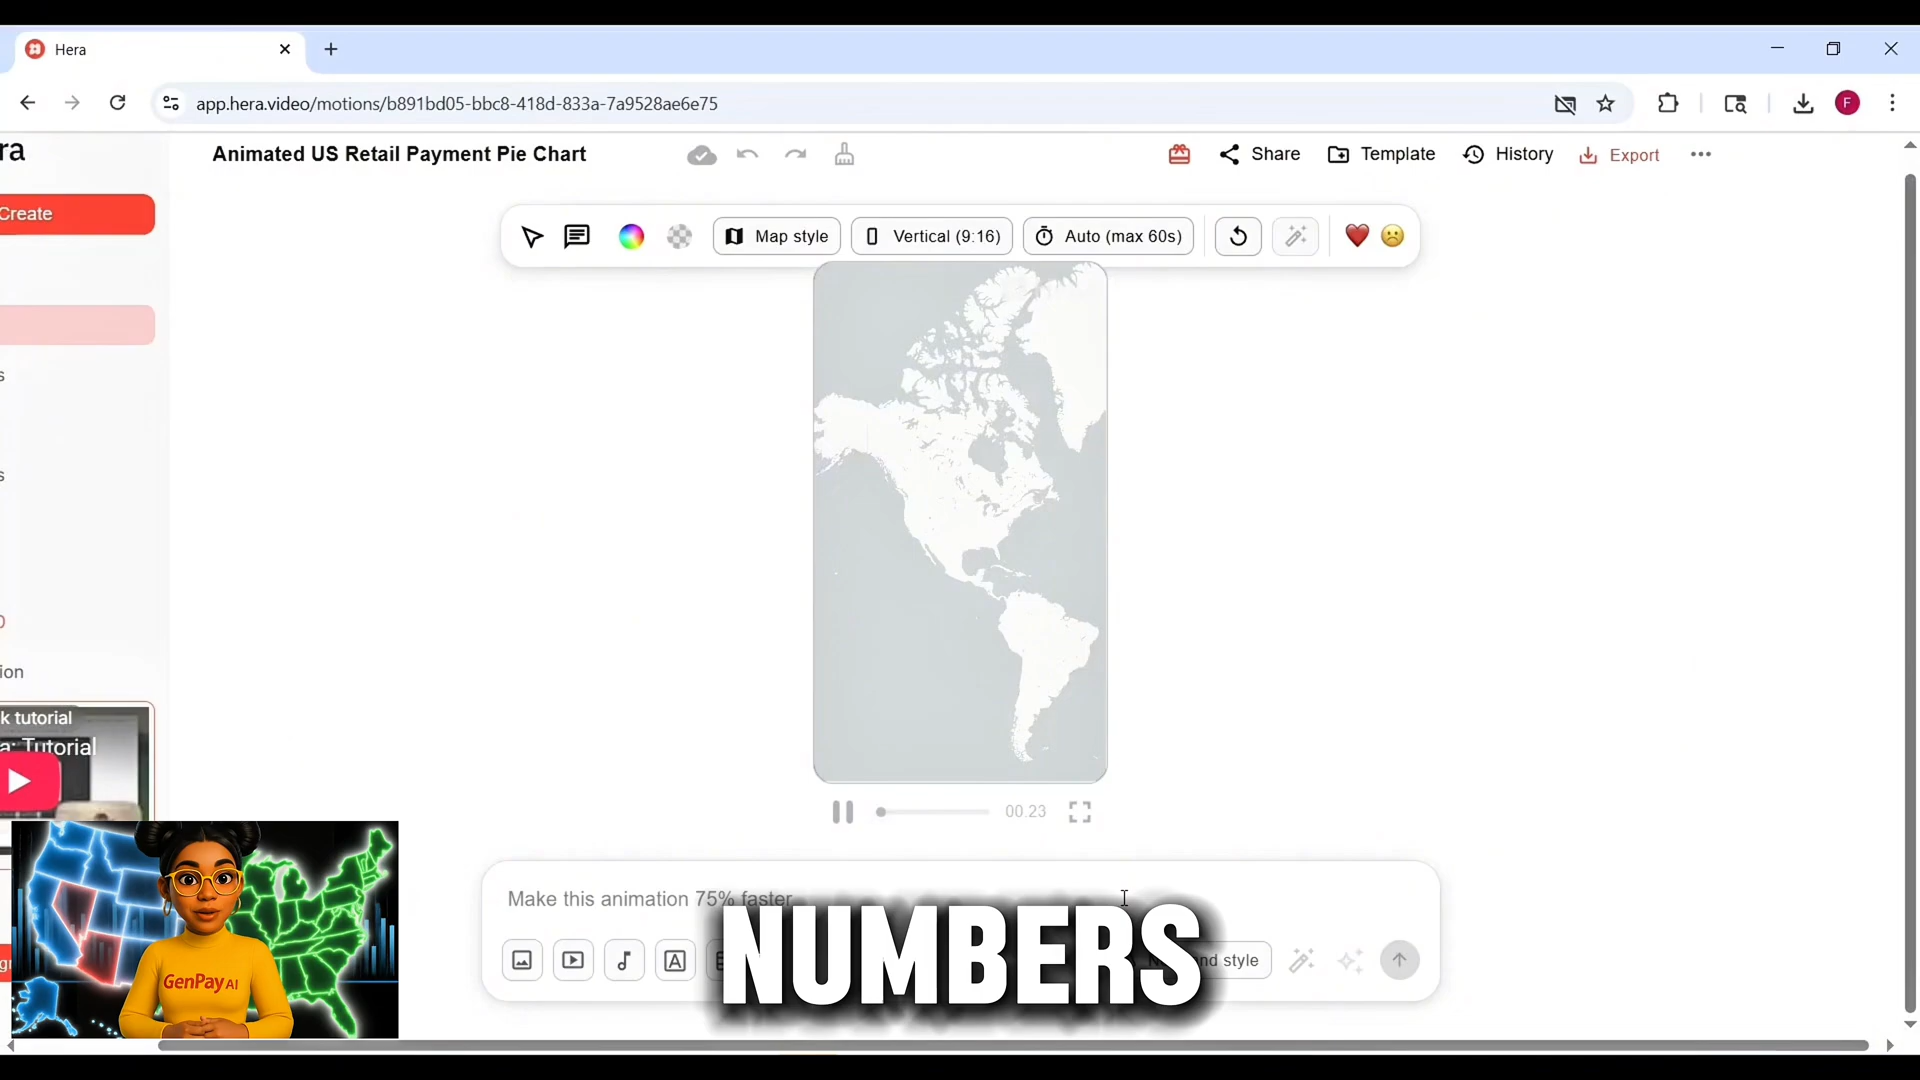 Hera
app.hera.video/motions/b891bd05-bbc8-418d-833a-7a9528ae6e75
F
ra
Animated US Retail Payment Pie Chart
Share
Template
History
Export
Create
Map style
Vertical (9:16)
Auto (max 60s)
s
s
ion
k tutorial
a: Tutorial
00.23
Make this animation 75% faster
NUMBERS
nd style
GenPay AI